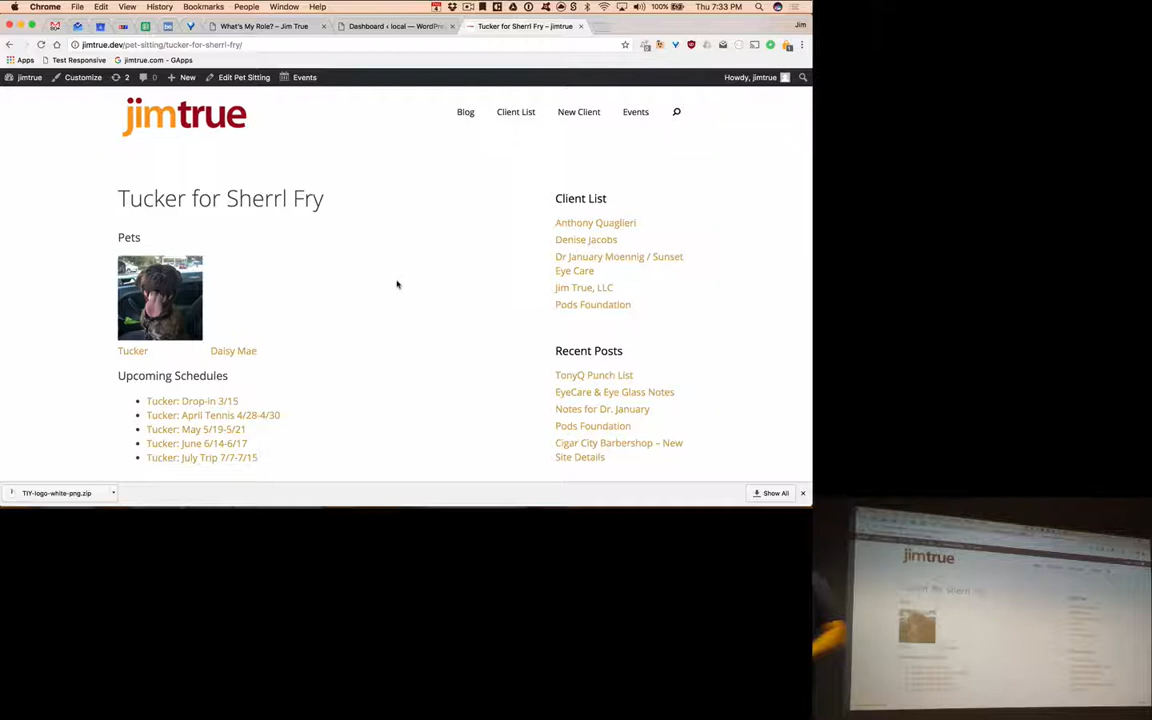 Chrome File Edit View History Bookmarks People Window Help 100% Thu 7:33 PM
What's My Role? – Jim True Dashboard ‹ local — WordPre Tucker for Sherrl Fry – jimtrue Jim
jimtrue.dev/pet-sitting/tucker-for-sherrl-fry/
Apps Test Responsive jimtrue.com - GApps
jimtrue Customize 2 0 New Edit Pet Sitting Events Howdy, jimtrue
jimtrue
Blog Client List New Client Events
Tucker for Sherrl Fry
Pets
Tucker Daisy Mae
Upcoming Schedules
Tucker: Drop-in 3/15
Tucker: April Tennis 4/28-4/30
Tucker: May 5/19-5/21
Tucker: June 6/14-6/17
Tucker: July Trip 7/7-7/15
Client List
Anthony Quaglieri
Denise Jacobs
Dr January Moennig / Sunset
Eye Care
Jim True, LLC
Pods Foundation
Recent Posts
TonyQ Punch List
EyeCare & Eye Glass Notes
Notes for Dr. January
Pods Foundation
Cigar City Barbershop – New
Site Details
TIY-logo-white-png.zip Show All
jimtrue